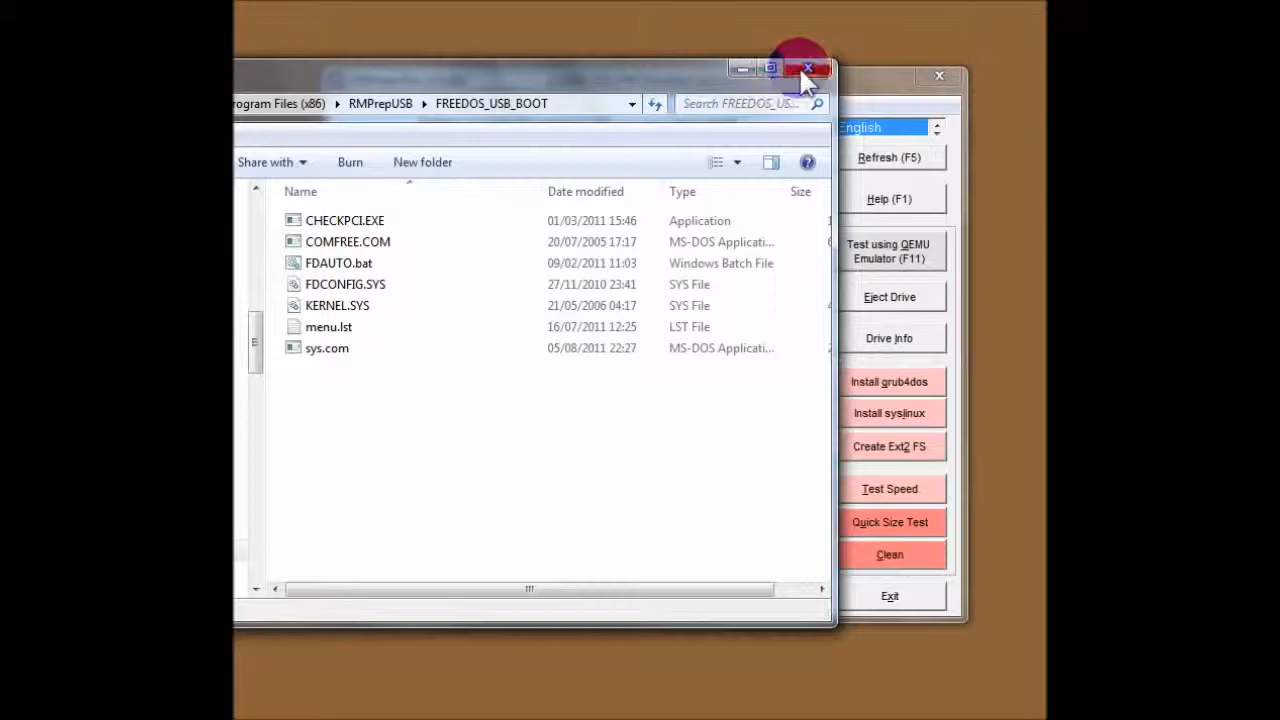 rogram Files (x86) RMPrepUSB FREEDOS_USB_BOOT Search FREEDOS_US...
English
Share with Burn New folder
Refresh (F5)
Name Date modified Type Size
Help (F1)
CHECKPCI.EXE 01/03/2011 15:46 Application
COMFREE.COM 20/07/2005 17:17 MS-DOS Applicati...
FDAUTO.bat 09/02/2011 11:03 Windows Batch File
FDCONFIG.SYS 27/11/2010 23:41 SYS File
KERNEL.SYS 21/05/2006 04:17 SYS File
menu.lst 16/07/2011 12:25 LST File
sys.com 05/08/2011 22:27 MS-DOS Applicati...
Test using QEMU
Emulator (F11)
Eject Drive
Drive Info
Install grub4dos
Install syslinux
Create Ext2 FS
Test Speed
Quick Size Test
Clean
Exit